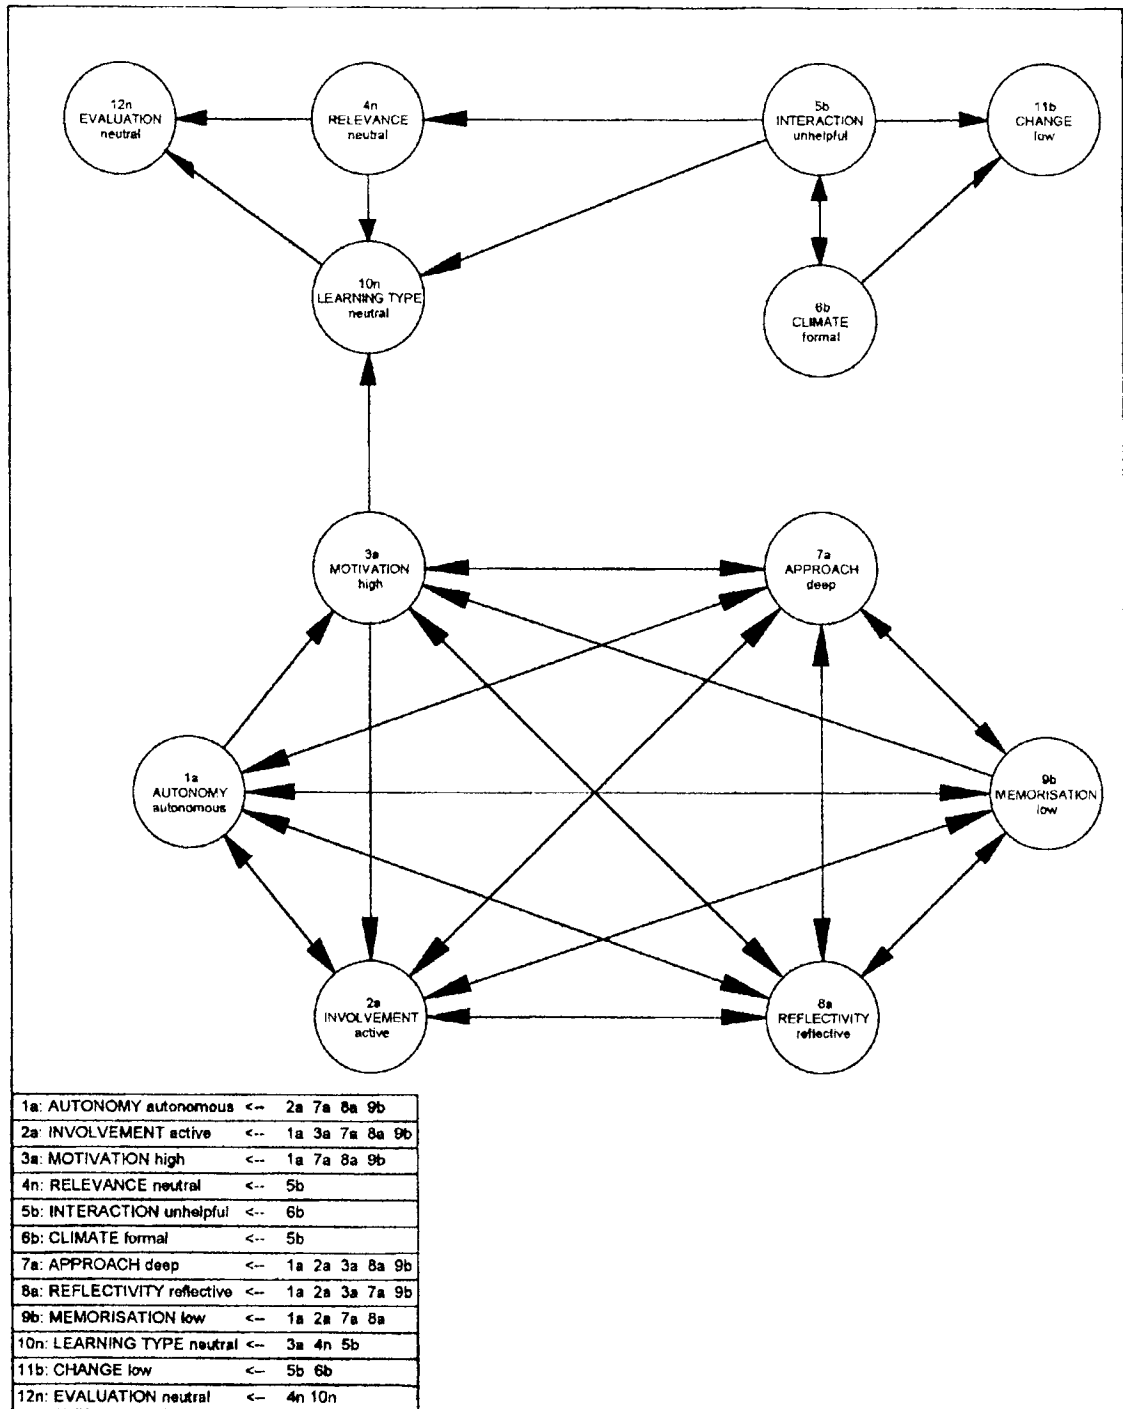 12n
EVALUATION
neutral
4n
RELEVANCE
neutral
5b
INTERACTION
unhelpful
11b
CHANGE
low
10n
LEARNING TYPE
neutral
6b
CLIMATE
formal
3a
MOTIVATION
high
7a
APPROACH
deep
1a
AUTONOMY
autonomous
9b
MEMORISATION
low
2a
INVOLVEMENT
active
8a
REFLECTIVITY
reflective
1a: AUTONOMY autonomous <-- 2a 7a 8a 9b
2a: INVOLVEMENT active <-- 1a 3a 7a 8a 9b
3a: MOTIVATION high <-- 1a 7a 8a 9b
4n: RELEVANCE neutral <-- 5b
5b: INTERACTION unhelpful <-- 6b
6b: CLIMATE formal <-- 5b
7a: APPROACH deep <-- 1a 2a 3a 8a 9b
8a: REFLECTIVITY reflective <-- 1a 2a 3a 7a 9b
9b: MEMORISATION low <-- 1a 2a 7a 8a
10n: LEARNING TYPE neutral <-- 3a 4n 5b
11b: CHANGE low <-- 5b 6b
12n: EVALUATION neutral <-- 4n 10n